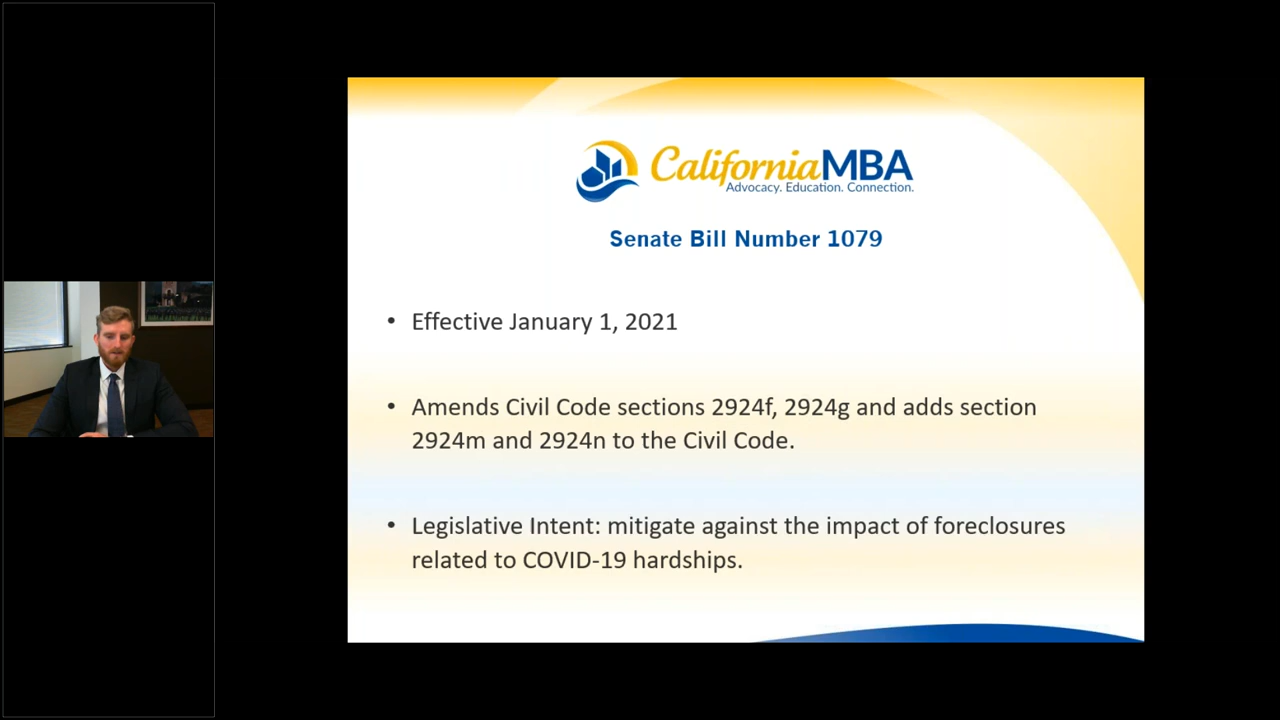 CaliforniaMBA
Advocacy. Education. Connection.
Senate Bill Number 1079
• Effective January 1, 2021
• Amends Civil Code sections 2924f, 2924g and adds section
2924m and 2924n to the Civil Code.
• Legislative Intent: mitigate against the impact of foreclosures
related to COVID-19 hardships.